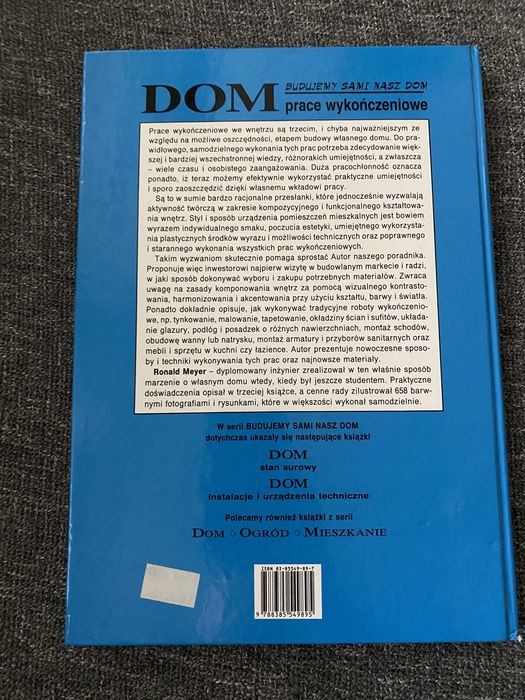 BUDUJEMY SAMI NASZ DOM
DOM prace wykończeniowe
Prace wykończeniowe we wnętrzu są trzecim, i chyba najważniejszym ze
względu na możliwe oszczędności, etapem budowy własnego domu. Do pra-
widłowego, samodzielnego wykonania tych prac potrzeba zdecydowanie więk-
szej i bardziej wszechstronnej wiedzy, różnorakich umiejętności, a zwłaszcza
– wiele czasu i osobistego zaangażowania. Duża pracochłonność oznacza
ponadto, iż teraz możemy efektywnie wykorzystać praktyczne umiejętności
i sporo zaoszczędzić dzięki własnemu wkładowi pracy.
Są to w sumie bardzo racjonalne przesłanki, które jednocześnie wyzwalają
aktywność twórczą w zakresie kompozycyjnego i funkcjonalnego kształtowa-
nia wnętrz. Styl i sposób urządzenia pomieszczeń mieszkalnych jest bowiem
wyrazem indywidualnego smaku, poczucia estetyki, umiejętnego wykorzysta-
nia plastycznych środków wyrazu i możliwości technicznych oraz poprawnego
i starannego wykonania wszystkich prac wykończeniowych.
Takim wyzwaniom skutecznie pomaga sprostać Autor naszego poradnika.
Proponuje więc inwestorowi najpierw wizytę w budowlanym markecie i radzi,
w jaki sposób dokonywać wyboru i zakupu potrzebnych materiałów. Zwraca
uwagę na zasady komponowania wnętrz za pomocą wizualnego kontrasto-
wania, harmonizowania i akcentowania przy użyciu kształtu, barwy i światła.
Ponadto dokładnie opisuje, jak wykonywać tradycyjne roboty wykończenio-
we, np. tynkowanie, malowanie, tapetowanie, okładziny ścian i sufitów, układa-
nie glazury, podłóg i posadzek o różnych nawierzchniach, montaż schodów,
obudowę wanny lub natrysku, montaż armatury i przyborów sanitarnych oraz
mebli i sprzętu w kuchni czy łazience. Autor prezentuje nowoczesne sposo-
by i techniki wykonywania tych prac oraz najnowsze materiały.
Ronald Meyer – dyplomowany inżynier zrealizował w ten właśnie sposób
marzenie o własnym domu wtedy, kiedy był jeszcze studentem. Praktyczne
doświadczenia opisał w trzeciej książce, a cenne rady zilustrował 658 barw-
nymi fotografiami i rysunkami, które w większości wykonał samodzielnie.
W serii BUDUJEMY SAMI NASZ DOM
dotychczas ukazały się następujące książki
DOM
stan surowy
DOM
instalacje i urządzenia techniczne
Polecamy również książki z serii
DOM ◇ OGRÓD ◇ MIESZKANIE
ISBN 83-85549-89-7
9 788385 549895